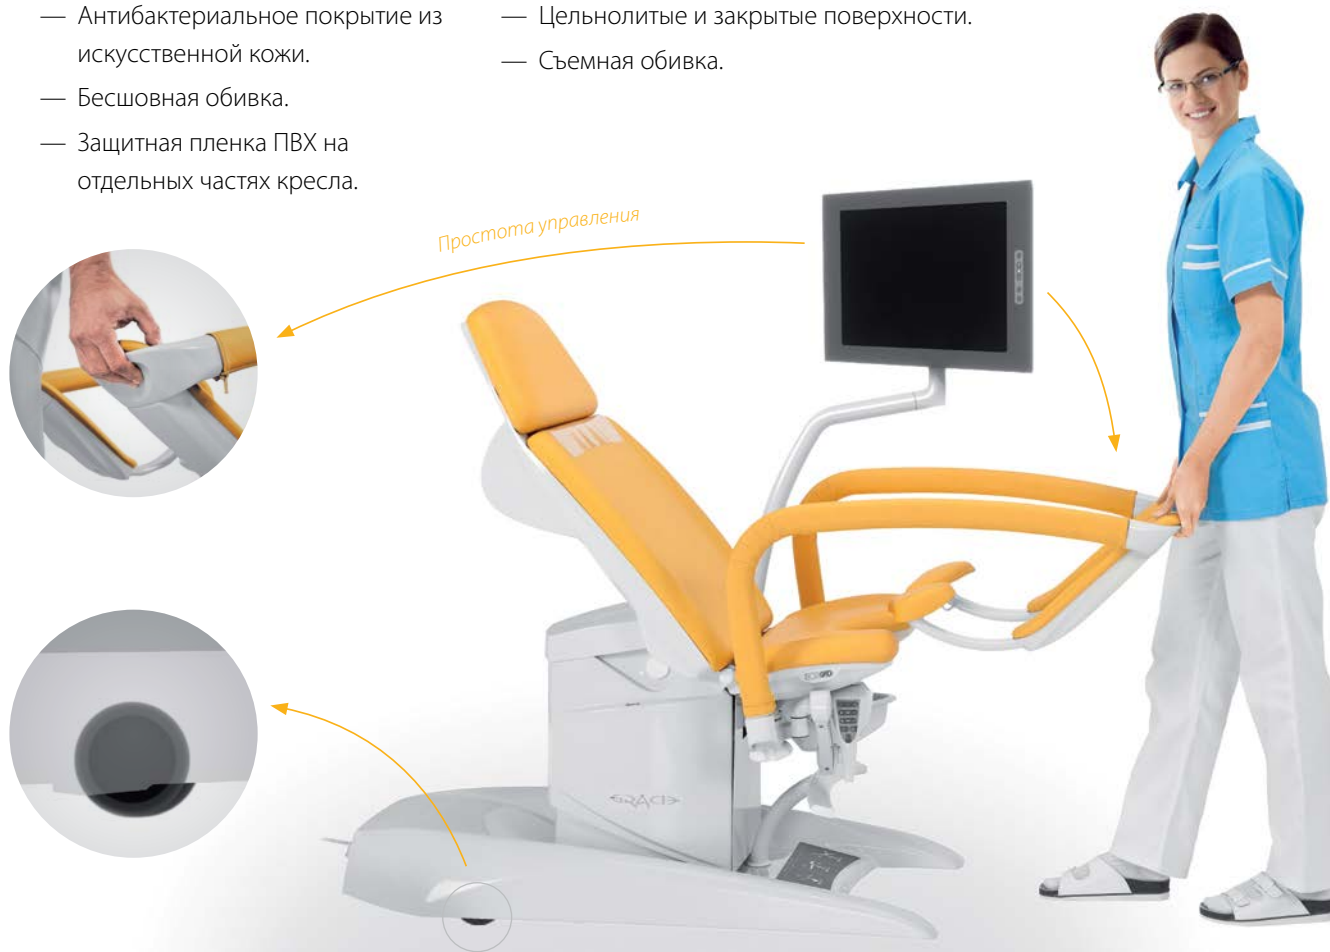 — Антибактериальное покрытие из
искусственной кожи.
— Бесшовная обивка.
— Защитная пленка ПВХ на
отдельных частях кресла.
— Цельнолитые и закрытые поверхности.
— Съемная обивка.
Простота управления
GRACIE